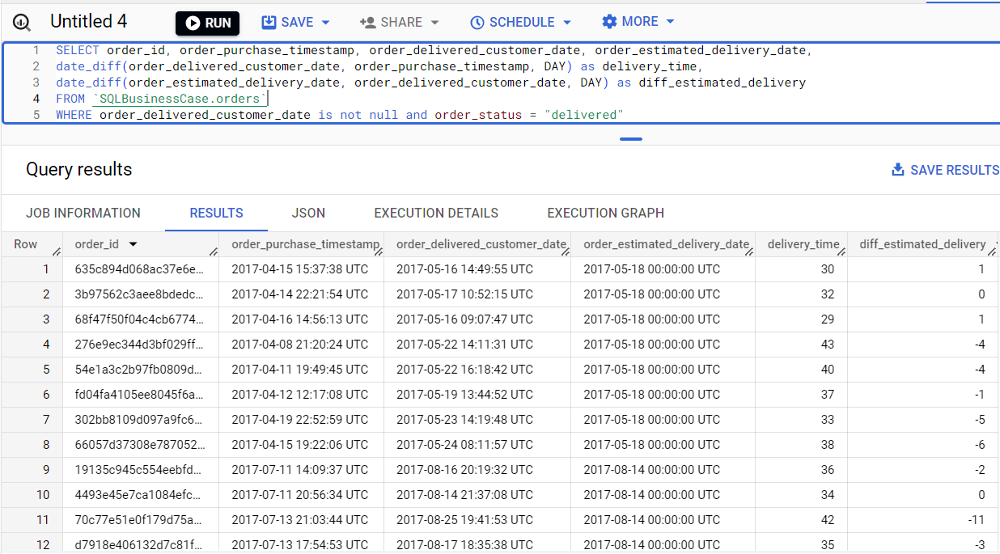 Untitled 4 RUN SAVE SHARE SCHEDULE MORE
1 SELECT order_id, order_purchase_timestamp, order_delivered_customer_date, order_estimated_delivery_date,
2 date_diff(order_delivered_customer_date, order_purchase_timestamp, DAY) as delivery_time,
3 date_diff(order_estimated_delivery_date, order_delivered_customer_date, DAY) as diff_estimated_delivery
4 FROM `SQLBusinessCase.orders`
5 WHERE order_delivered_customer_date is not null and order_status = "delivered"
Query results SAVE RESULTS
JOB INFORMATION RESULTS JSON EXECUTION DETAILS EXECUTION GRAPH
Row order_id order_purchase_timestamp order_delivered_customer_date order_estimated_delivery_date delivery_time diff_estimated_delivery
1 635c894d068ac37e6e... 2017-04-15 15:37:38 UTC 2017-05-16 14:49:55 UTC 2017-05-18 00:00:00 UTC 30 1
2 3b97562c3aee8bdedc... 2017-04-14 22:21:54 UTC 2017-05-17 10:52:15 UTC 2017-05-18 00:00:00 UTC 32 0
3 68f47f50f04c4cb6774... 2017-04-16 14:56:13 UTC 2017-05-16 09:07:47 UTC 2017-05-18 00:00:00 UTC 29 1
4 276e9ec344d3bf029ff... 2017-04-08 21:20:24 UTC 2017-05-22 14:11:31 UTC 2017-05-18 00:00:00 UTC 43 -4
5 54e1a3c2b97fb0809d... 2017-04-11 19:49:45 UTC 2017-05-22 16:18:42 UTC 2017-05-18 00:00:00 UTC 40 -4
6 fd04fa4105ee8045f6a... 2017-04-12 12:17:08 UTC 2017-05-19 13:44:52 UTC 2017-05-18 00:00:00 UTC 37 -1
7 302bb8109d097a9fc6... 2017-04-19 22:52:59 UTC 2017-05-23 14:19:48 UTC 2017-05-18 00:00:00 UTC 33 -5
8 66057d37308e787052... 2017-04-15 19:22:06 UTC 2017-05-24 08:11:57 UTC 2017-05-18 00:00:00 UTC 38 -6
9 19135c945c554eebfd... 2017-07-11 14:09:37 UTC 2017-08-16 20:19:32 UTC 2017-08-14 00:00:00 UTC 36 -2
10 4493e45e7ca1084efc... 2017-07-11 20:56:34 UTC 2017-08-14 21:37:08 UTC 2017-08-14 00:00:00 UTC 34 0
11 70c77e51e0f179d75a... 2017-07-13 21:03:44 UTC 2017-08-25 19:41:53 UTC 2017-08-14 00:00:00 UTC 42 -11
12 d7918e406132d7c81f... 2017-07-13 17:54:53 UTC 2017-08-17 18:35:38 UTC 2017-08-14 00:00:00 UTC 35 -3